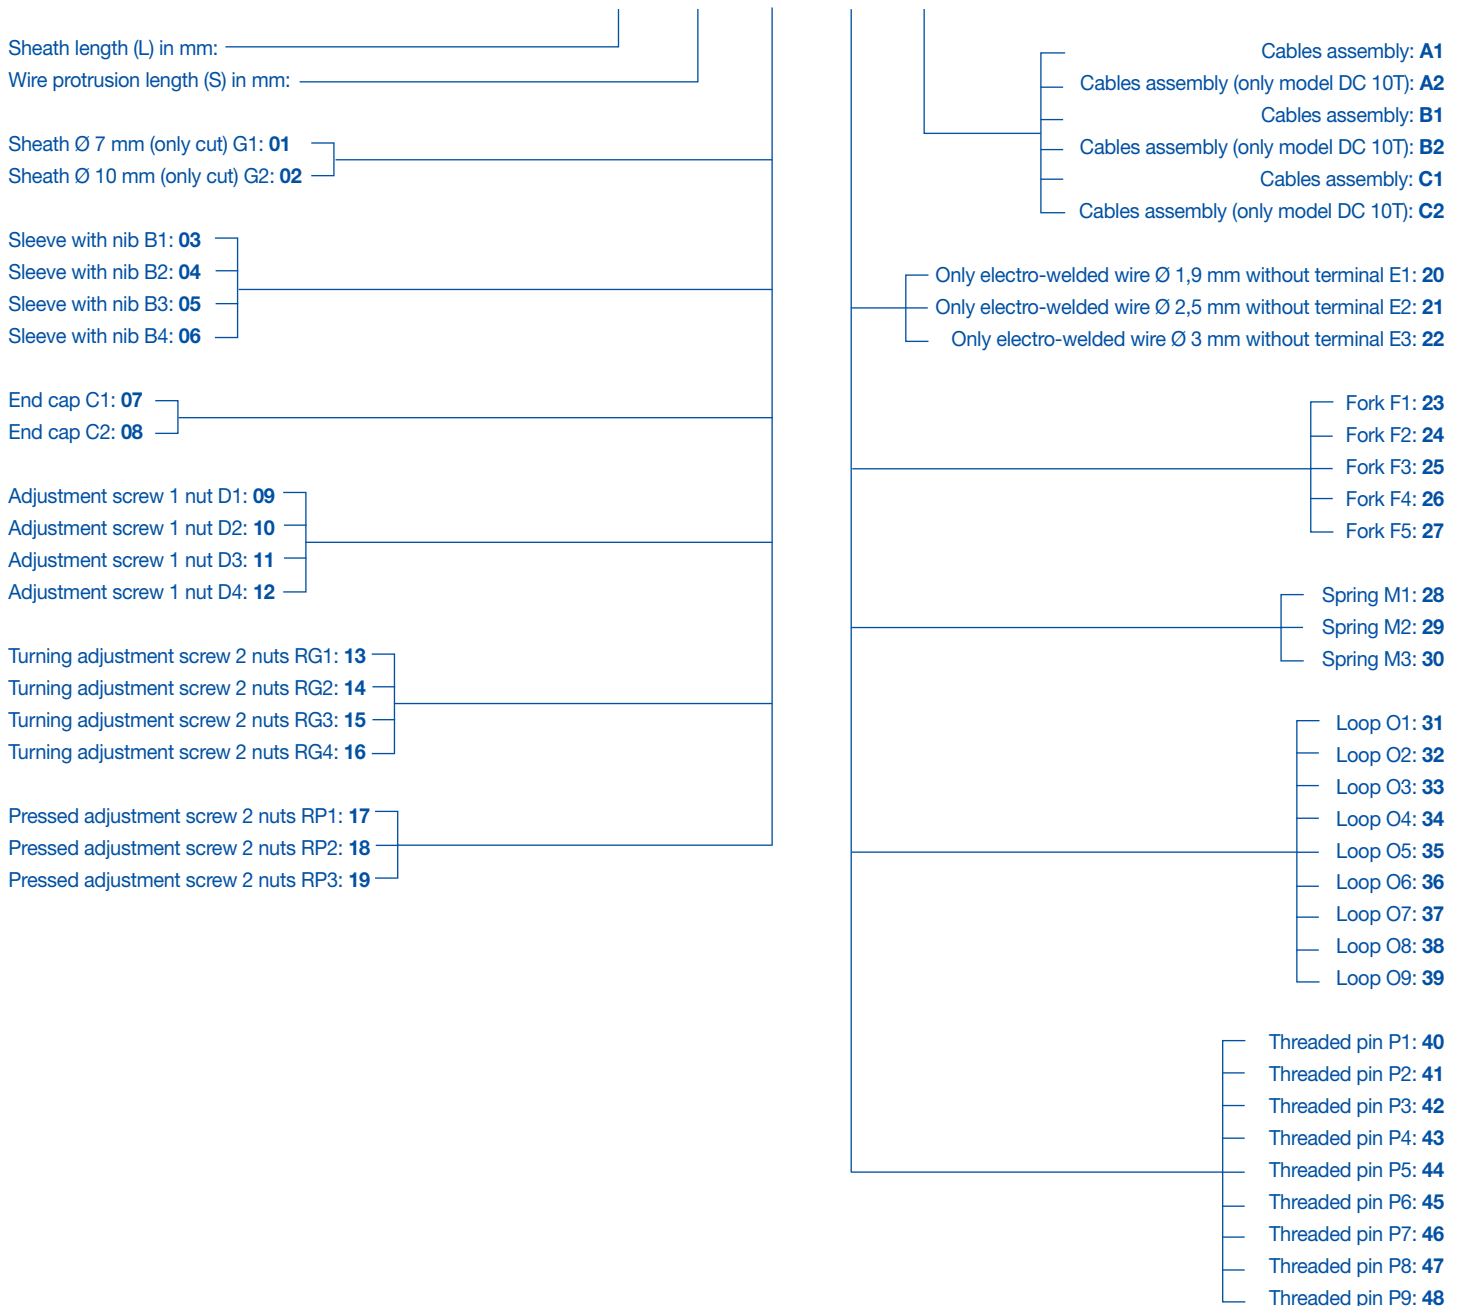 Sheath length (L) in mm:
Wire protrusion length (S) in mm:
Sheath Ø 7 mm (only cut) G1: 01
Sheath Ø 10 mm (only cut) G2: 02
Sleeve with nib B1: 03
Sleeve with nib B2: 04
Sleeve with nib B3: 05
Sleeve with nib B4: 06
End cap C1: 07
End cap C2: 08
Adjustment screw 1 nut D1: 09
Adjustment screw 1 nut D2: 10
Adjustment screw 1 nut D3: 11
Adjustment screw 1 nut D4: 12
Turning adjustment screw 2 nuts RG1: 13
Turning adjustment screw 2 nuts RG2: 14
Turning adjustment screw 2 nuts RG3: 15
Turning adjustment screw 2 nuts RG4: 16
Pressed adjustment screw 2 nuts RP1: 17
Pressed adjustment screw 2 nuts RP2: 18
Pressed adjustment screw 2 nuts RP3: 19
Cables assembly: A1
Cables assembly (only model DC 10T): A2
Cables assembly: B1
Cables assembly (only model DC 10T): B2
Cables assembly: C1
Cables assembly (only model DC 10T): C2
Only electro-welded wire Ø 1,9 mm without terminal E1: 20
Only electro-welded wire Ø 2,5 mm without terminal E2: 21
Only electro-welded wire Ø 3 mm without terminal E3: 22
Fork F1: 23
Fork F2: 24
Fork F3: 25
Fork F4: 26
Fork F5: 27
Spring M1: 28
Spring M2: 29
Spring M3: 30
Loop O1: 31
Loop O2: 32
Loop O3: 33
Loop O4: 34
Loop O5: 35
Loop O6: 36
Loop O7: 37
Loop O8: 38
Loop O9: 39
Threaded pin P1: 40
Threaded pin P2: 41
Threaded pin P3: 42
Threaded pin P4: 43
Threaded pin P5: 44
Threaded pin P6: 45
Threaded pin P7: 46
Threaded pin P8: 47
Threaded pin P9: 48